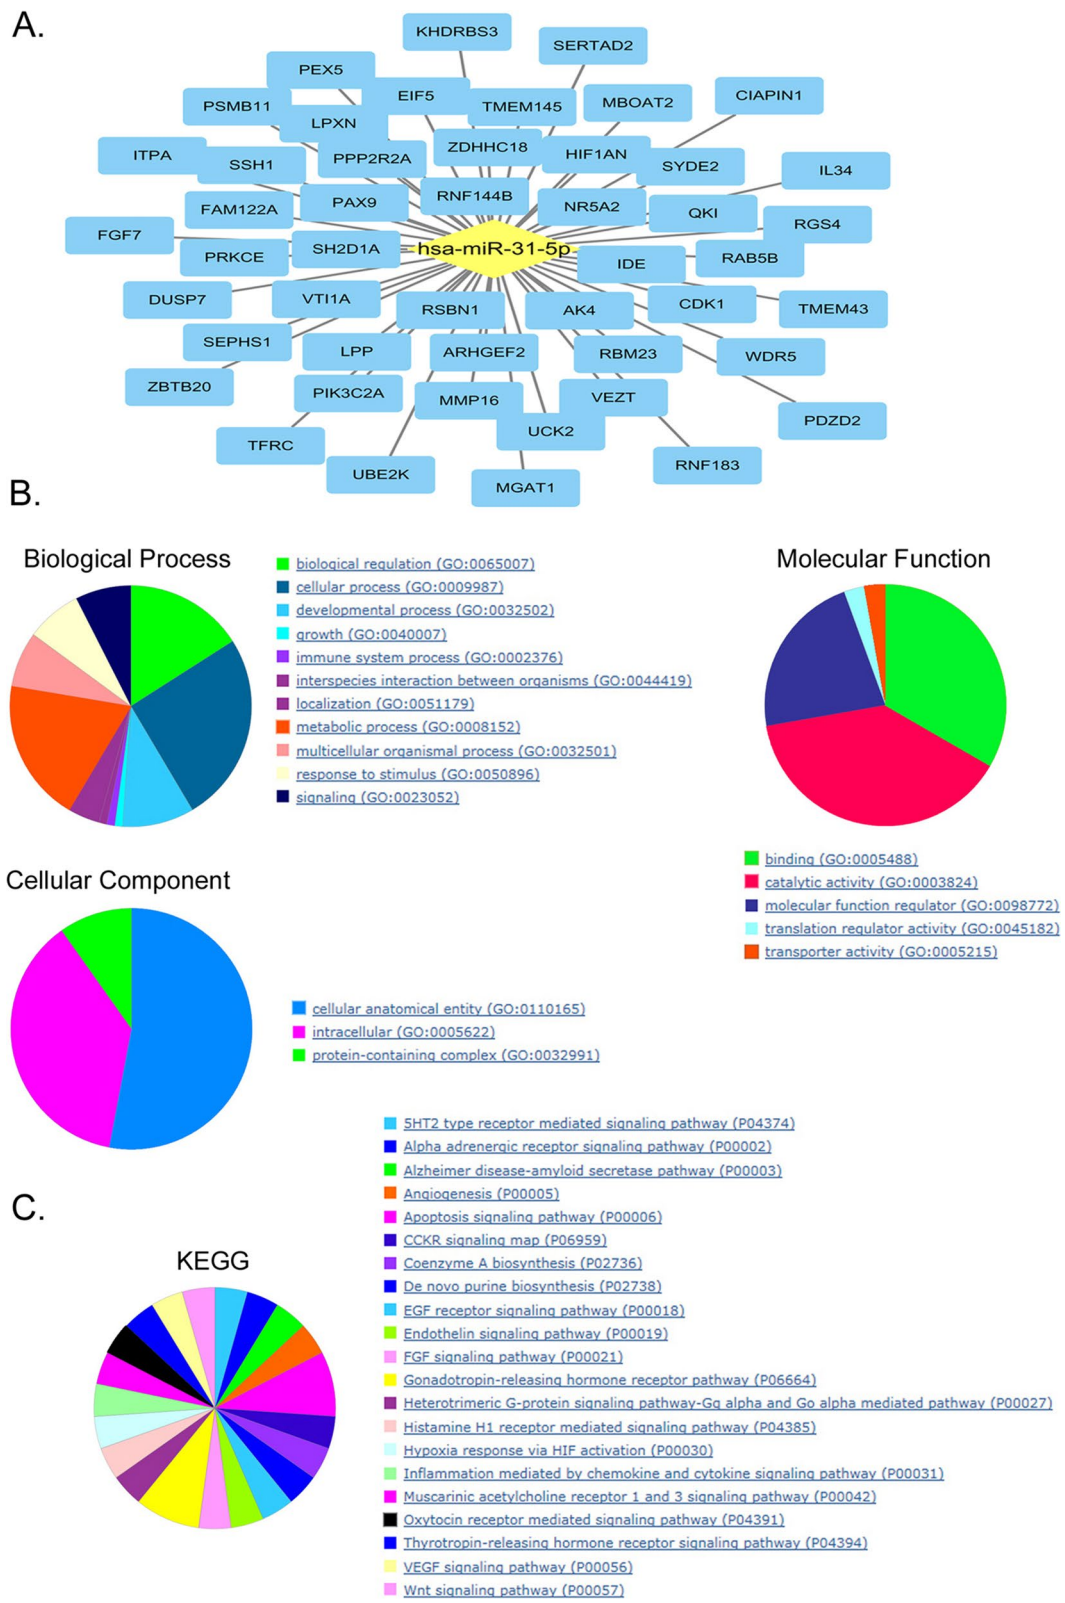 A.
KHDRBS3
SERTAD2
PEX5
EIF5
CIAPIN1
PSMB11
TMEM145
MBOAT2
LPXN
ZDHHC18
ITPA
SSH1
PPP2R2A
HIF1AN
SYDE2
IL34
RNF144B
FAM122A
PAX9
NR5A2
QKI
RGS4
FGF7
PRKCE
SH2D1A
hsa-miR-31-5p
IDE
RAB5B
DUSP7
VTI1A
RSBN1
AK4
CDK1
TMEM43
SEPHS1
LPP
ARHGEF2
RBM23
WDR5
ZBTB20
PIK3C2A
MMP16
VEZT
PDZD2
TFRC
UCK2
UBE2K
MGAT1
RNF183
B.
Biological Process
biological regulation (GO:0065007)
cellular process (GO:0009987)
developmental process (GO:0032502)
growth (GO:0040007)
immune system process (GO:0002376)
interspecies interaction between organisms (GO:0044419)
localization (GO:0051179)
metabolic process (GO:0008152)
multicellular organismal process (GO:0032501)
response to stimulus (GO:0050896)
signaling (GO:0023052)
Molecular Function
binding (GO:0005488)
catalytic activity (GO:0003824)
molecular function regulator (GO:0098772)
translation regulator activity (GO:0045182)
transporter activity (GO:0005215)
Cellular Component
cellular anatomical entity (GO:0110165)
intracellular (GO:0005622)
protein-containing complex (GO:0032991)
C.
KEGG
5HT2 type receptor mediated signaling pathway (P04374)
Alpha adrenergic receptor signaling pathway (P00002)
Alzheimer disease-amyloid secretase pathway (P00003)
Angiogenesis (P00005)
Apoptosis signaling pathway (P00006)
CCKR signaling map (P06959)
Coenzyme A biosynthesis (P02736)
De novo purine biosynthesis (P02738)
EGF receptor signaling pathway (P00018)
Endothelin signaling pathway (P00019)
FGF signaling pathway (P00021)
Gonadotropin-releasing hormone receptor pathway (P06664)
Heterotrimeric G-protein signaling pathway-Gq alpha and Go alpha mediated pathway (P00027)
Histamine H1 receptor mediated signaling pathway (P04385)
Hypoxia response via HIF activation (P00030)
Inflammation mediated by chemokine and cytokine signaling pathway (P00031)
Muscarinic acetylcholine receptor 1 and 3 signaling pathway (P00042)
Oxytocin receptor mediated signaling pathway (P04391)
Thyrotropin-releasing hormone receptor signaling pathway (P04394)
VEGF signaling pathway (P00056)
Wnt signaling pathway (P00057)